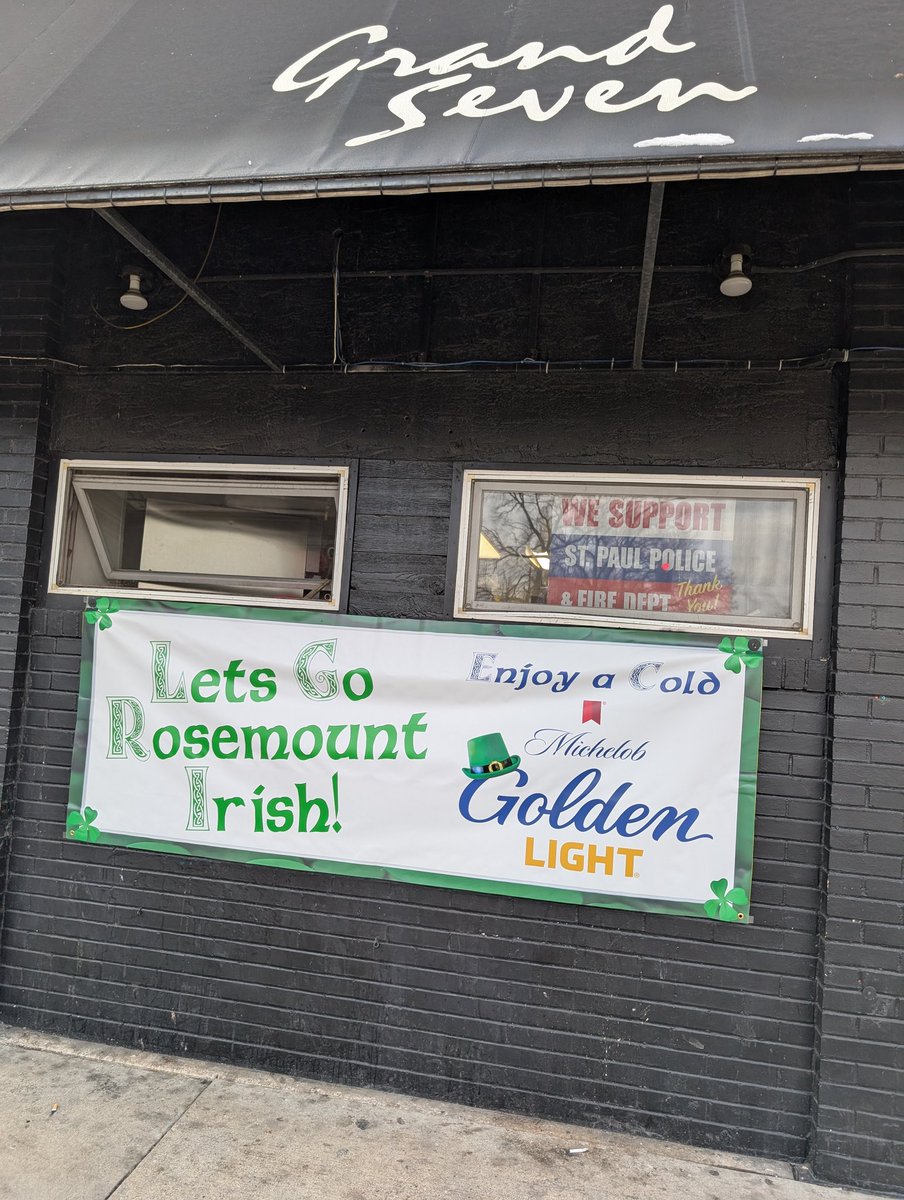 Grand
Seven
WE SUPPORT
ST. PAUL POLICE
& FIRE DEPT.
Thank
You!
Lets Go
Rosemount
Irish!
Enjoy a Cold
Michelob
Golden
LIGHT